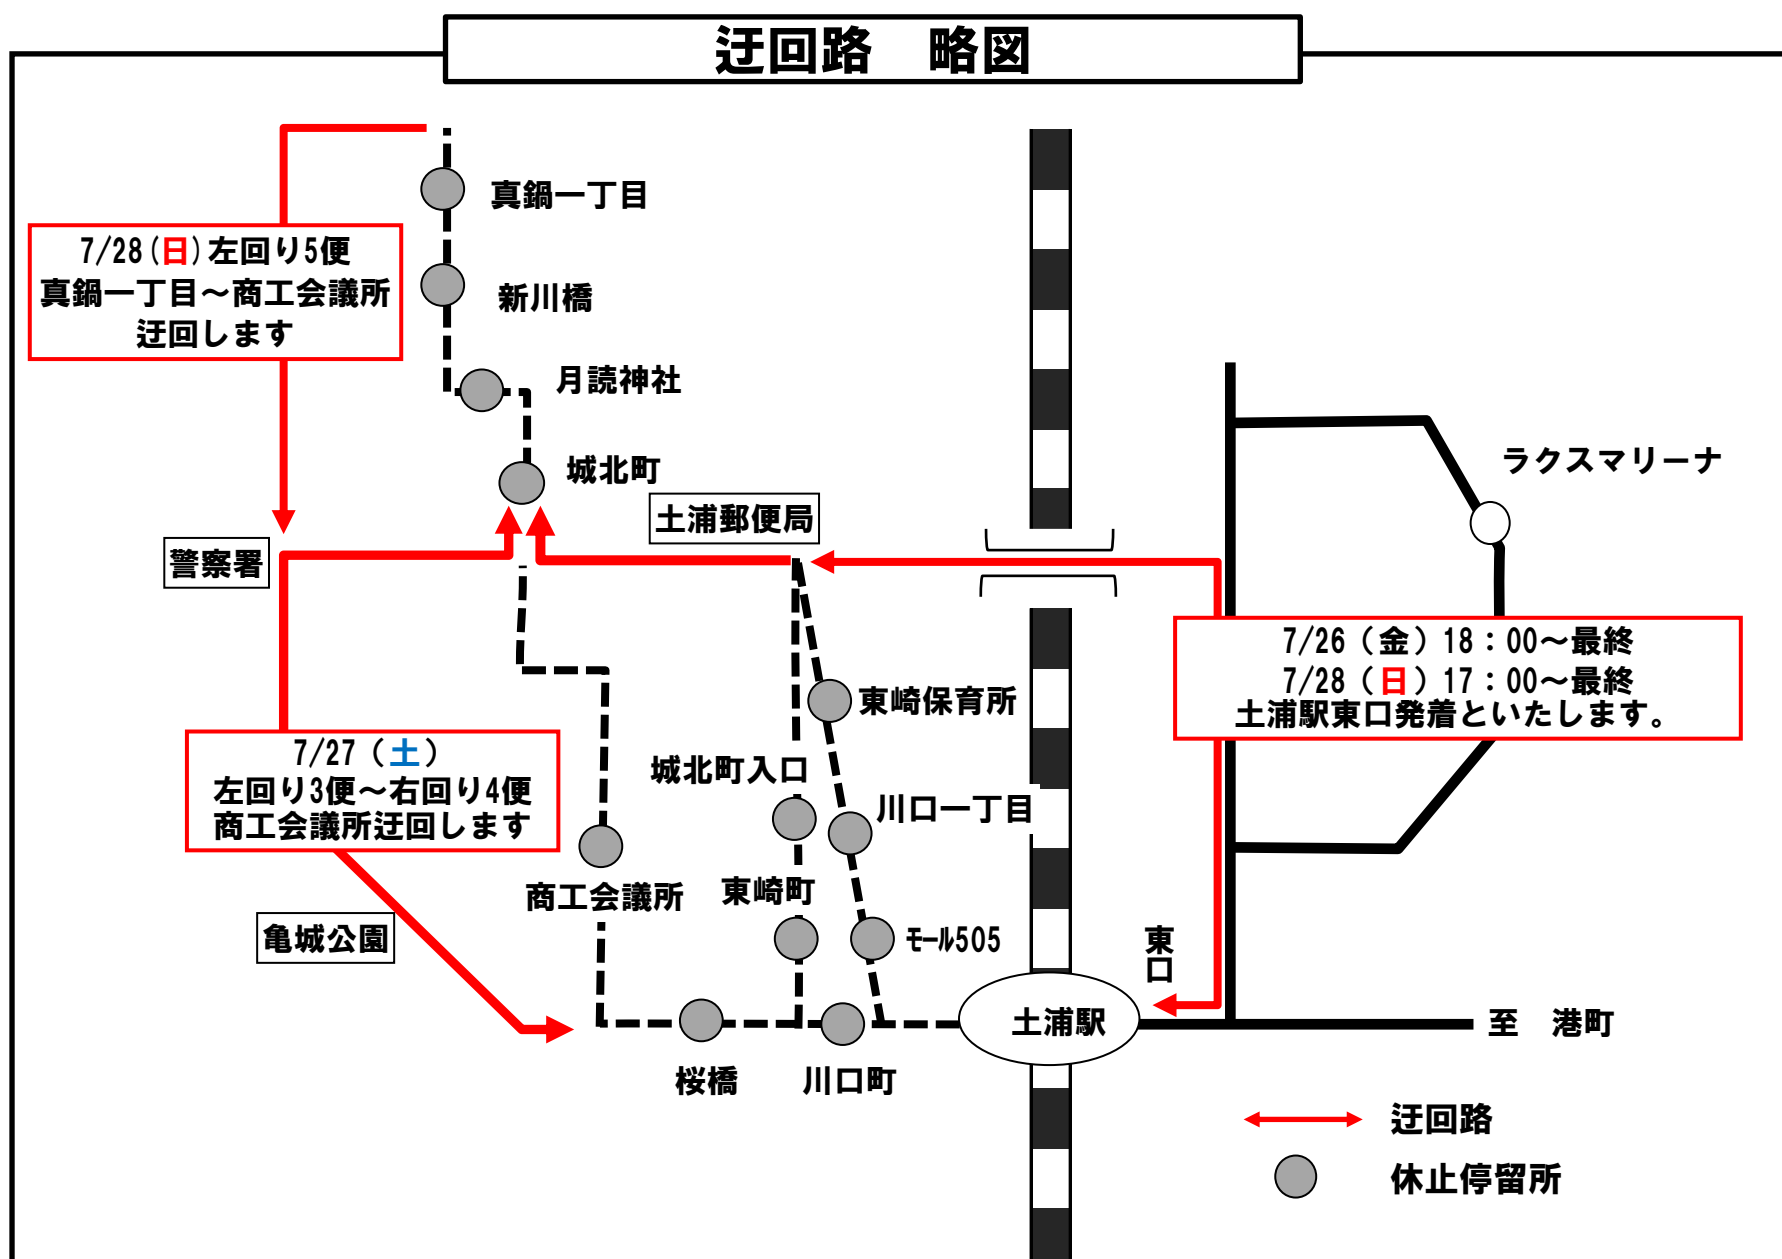 迂回路　略図
真鍋一丁目
7/28(日)左回り5便
真鍋一丁目～商工会議所
迂回します
新川橋
月読神社
城北町
ラクスマリーナ
土浦郵便局
警察署
7/26（金）18：00～最終
7/28（日）17：00～最終
土浦駅東口発着といたします。
東崎保育所
7/27（土）
左回り3便～右回り4便
商工会議所迂回します
城北町入口
川口一丁目
商工会議所
東崎町
亀城公園
モール505
東口
土浦駅
至　港町
桜橋
川口町
迂回路
休止停留所